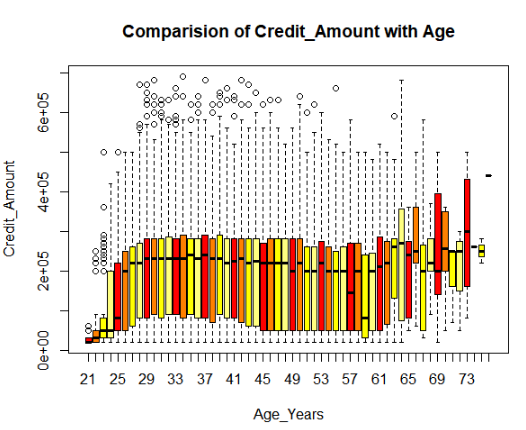 Comparision of Credit_Amount with Age
Credit_Amount
6e+05
4e+05
2e+05
0e+00
21 25 29 33 37 41 45 49 53 57 61 65 69 73
Age_Years